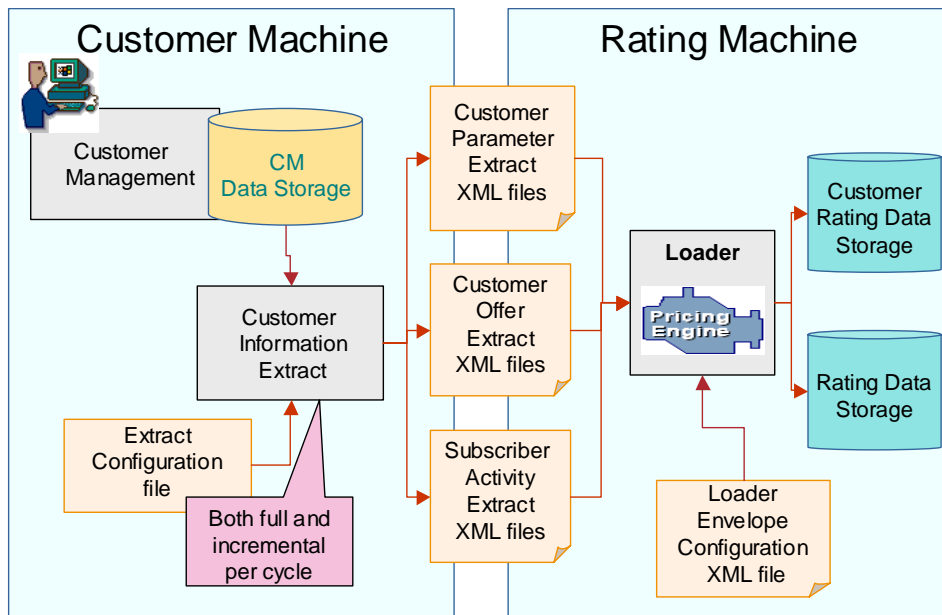 Customer Machine
Rating Machine
Customer
Management
CM
Data Storage
Customer
Information
Extract
Extract
Configuration
file
Both full and
incremental
per cycle
Customer
Parameter
Extract
XML files
Customer
Offer
Extract
XML files
Subscriber
Activity
Extract
XML files
Loader
Pricing
Engine
Loader
Envelope
Configuration
XML file
Customer
Rating Data
Storage
Rating Data
Storage